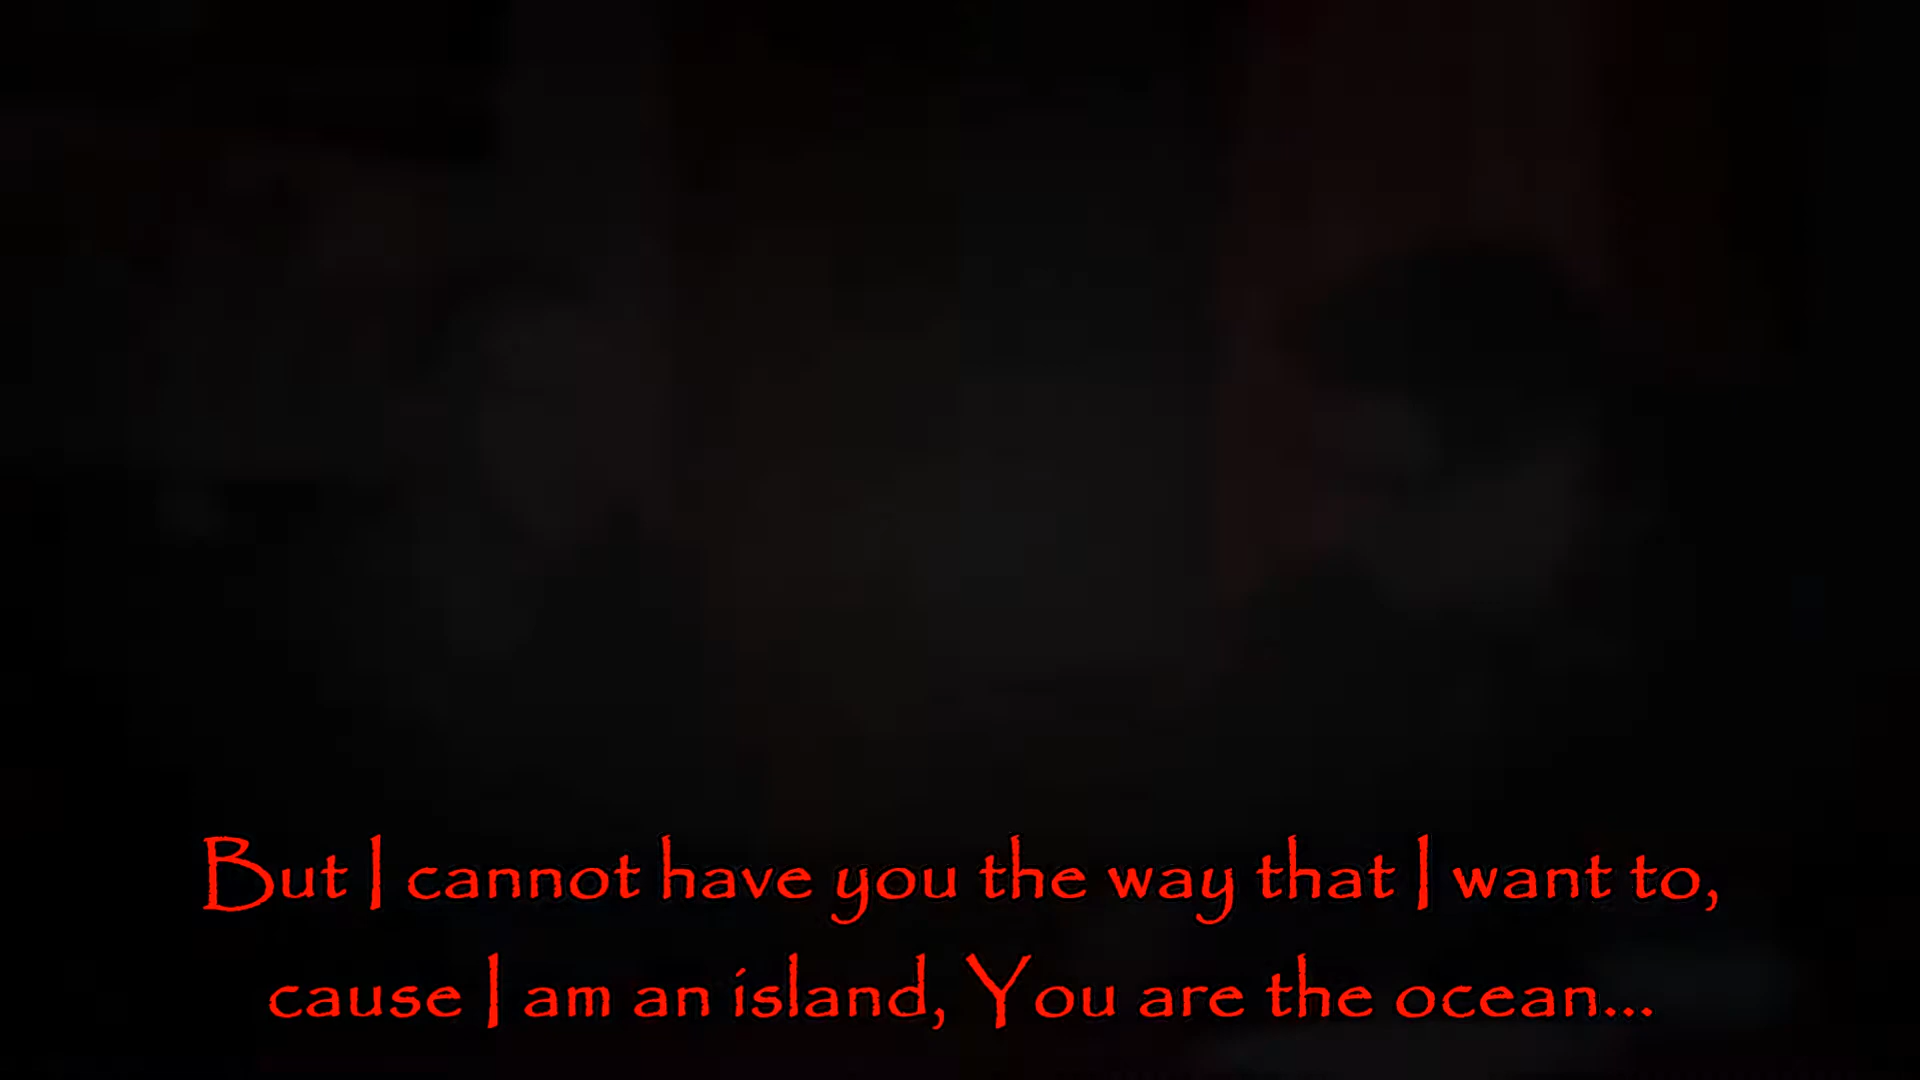 But I cannot have you the way that I want to,
cause I am an island, You are the ocean...